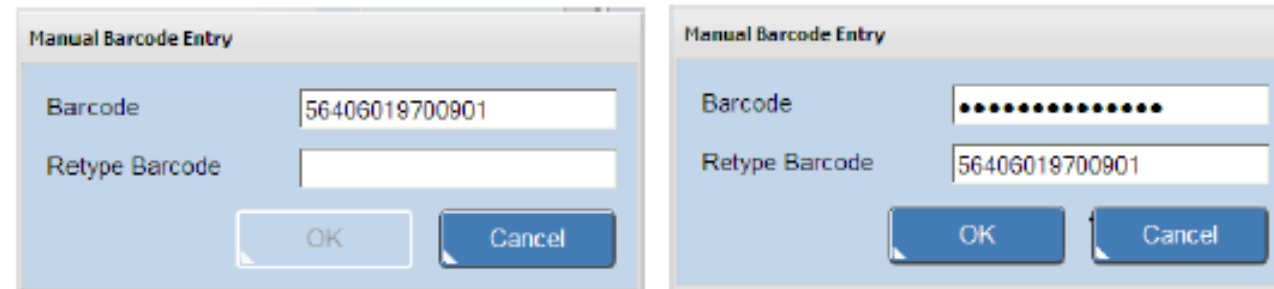 Manual Barcode Entry
Barcode 56406019700901
Retype Barcode
OK Cancel
Manual Barcode Entry
Barcode ••••••••••••••
Retype Barcode 56406019700901
OK Cancel